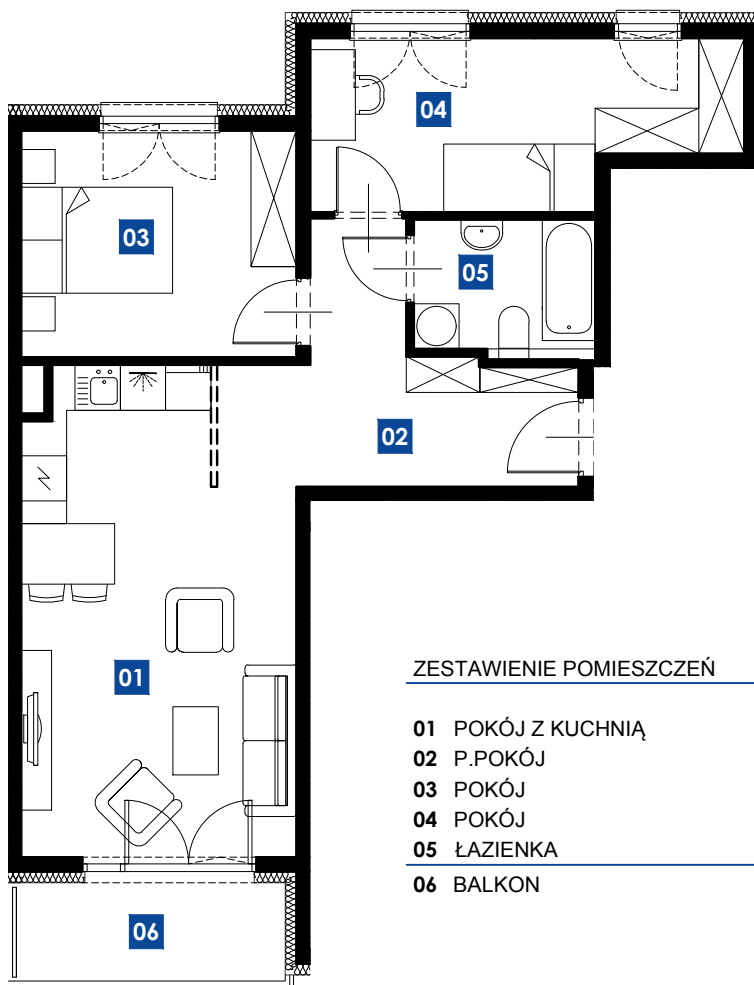 04
03
05
02
01
06
ZESTAWIENIE POMIESZCZEŃ
01 POKÓJ Z KUCHNIĄ
02 P.POKÓJ
03 POKÓJ
04 POKÓJ
05 ŁAZIENKA
06 BALKON